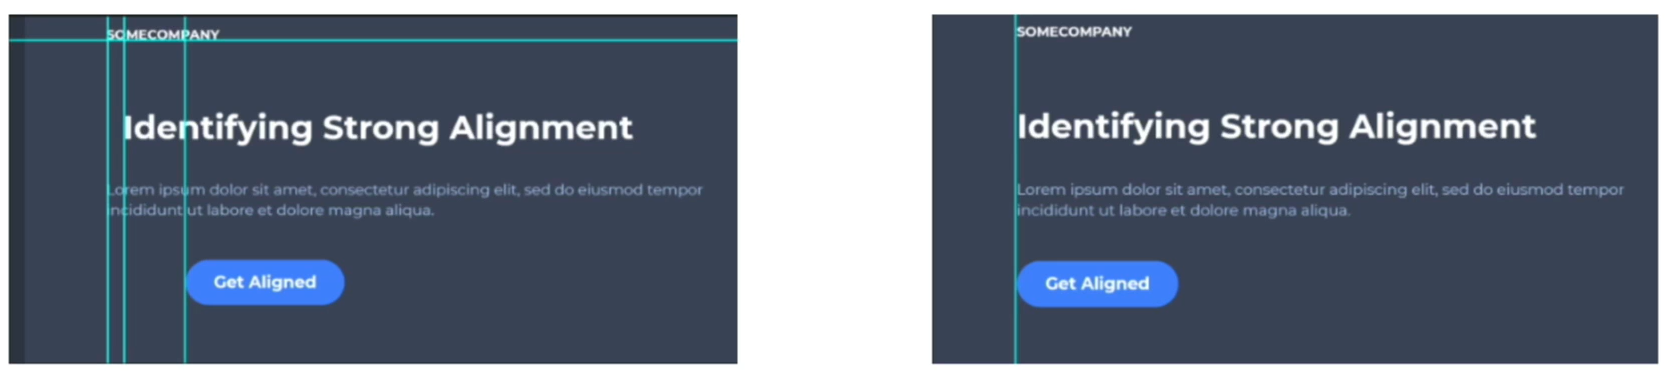 SOMECOMPANY
Identifying Strong Alignment
Lorem ipsum dolor sit amet, consectetur adipiscing elit, sed do eiusmod tempor
incididunt ut labore et dolore magna aliqua.
Get Aligned
SOMECOMPANY
Identifying Strong Alignment
Lorem ipsum dolor sit amet, consectetur adipiscing elit, sed do eiusmod tempor
incididunt ut labore et dolore magna aliqua.
Get Aligned